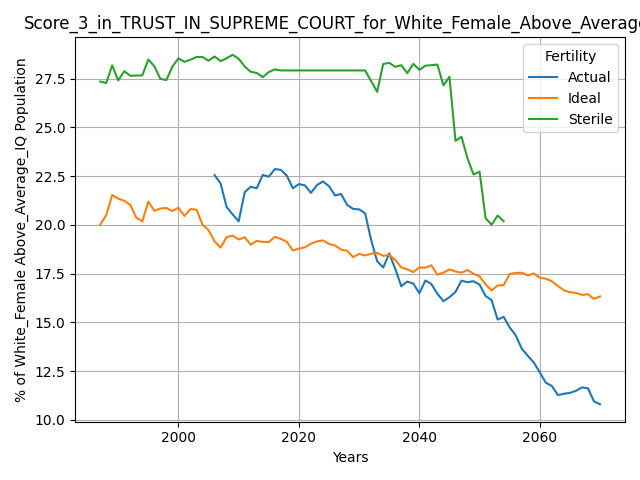 Score_3_in_TRUST_IN_SUPREME_COURT_for_White_Female_Above_Average
Fertility
Actual
Ideal
Sterile
% of White_Female Above_Average_IQ Population
27.5
25.0
22.5
20.0
17.5
15.0
12.5
10.0
2000
2020
2040
2060
Years